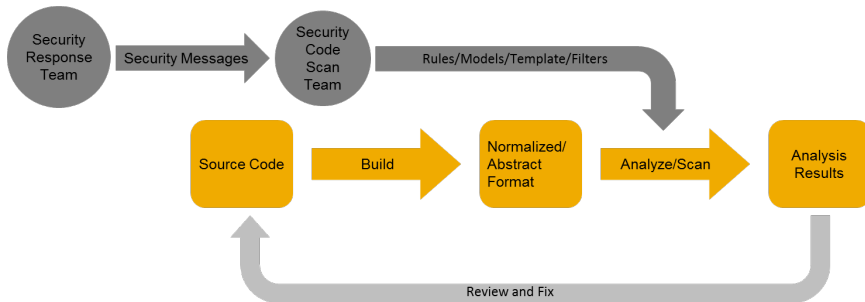 Security
Response
Team
Security Messages
Security
Code
Scan
Team
Rules/Models/Template/Filters
Source Code
Build
Normalized/
Abstract
Format
Analyze/Scan
Analysis
Results
Review and Fix